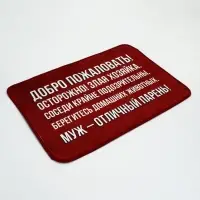 ДОБРО ПОЖАЛОВАТЬ!
ОСТОРОЖНО! ЗЛАЯ ХОЗЯЙКА,
СОСЕДИ КРАЙНЕ ПОДОЗРИТЕЛЬНЫ,
БЕРЕГИТЕСЬ ДОМАШНИХ ЖИВОТНЫХ.
МУЖ – ОТЛИЧНЫЙ ПАРЕНЬ!